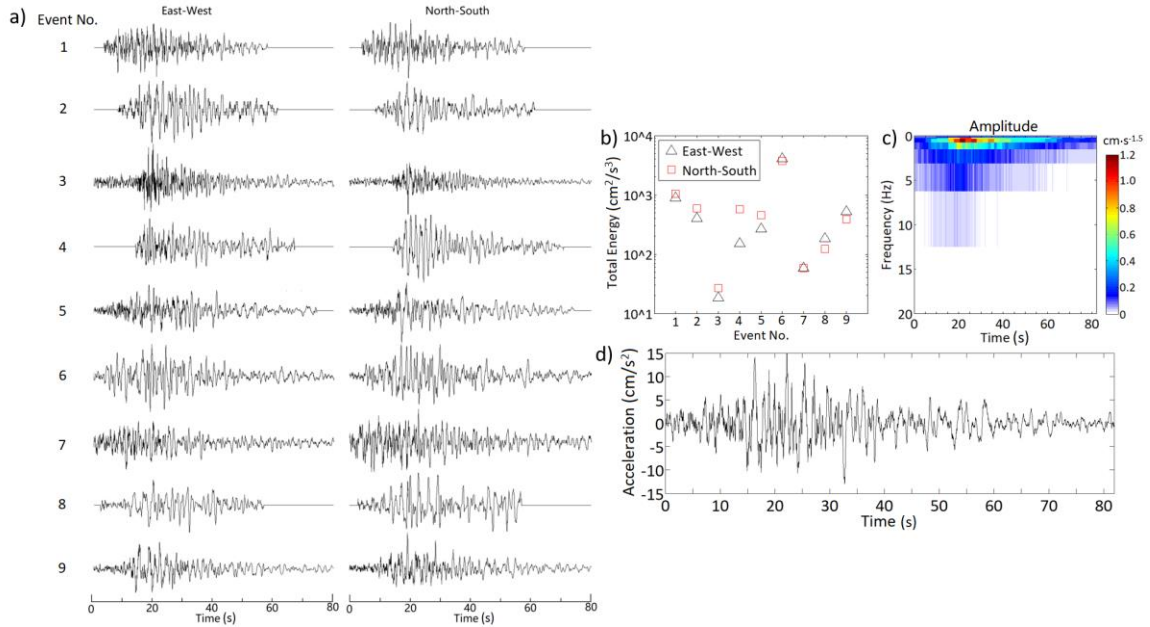 a) Event No. East-West North-South
1
2
3
4
5
6
7
8
9
0 20 40 60 80 0 20 40 60 80
Time (s) Time (s)
b)
10^4
10^3
10^2
10^1
Total Energy (cm²/s³)
East-West
North-South
1 2 3 4 5 6 7 8 9
Event No.
c) Amplitude
0
5
10
15
20
Frequency (Hz)
0 20 40 60 80
Time (s)
cm·s⁻¹·⁵
1.2
1.0
0.8
0.6
0.4
0.2
0
d)
15
10
5
0
-5
-10
-15
Acceleration (cm/s²)
0 10 20 30 40 50 60 70 80
Time (s)